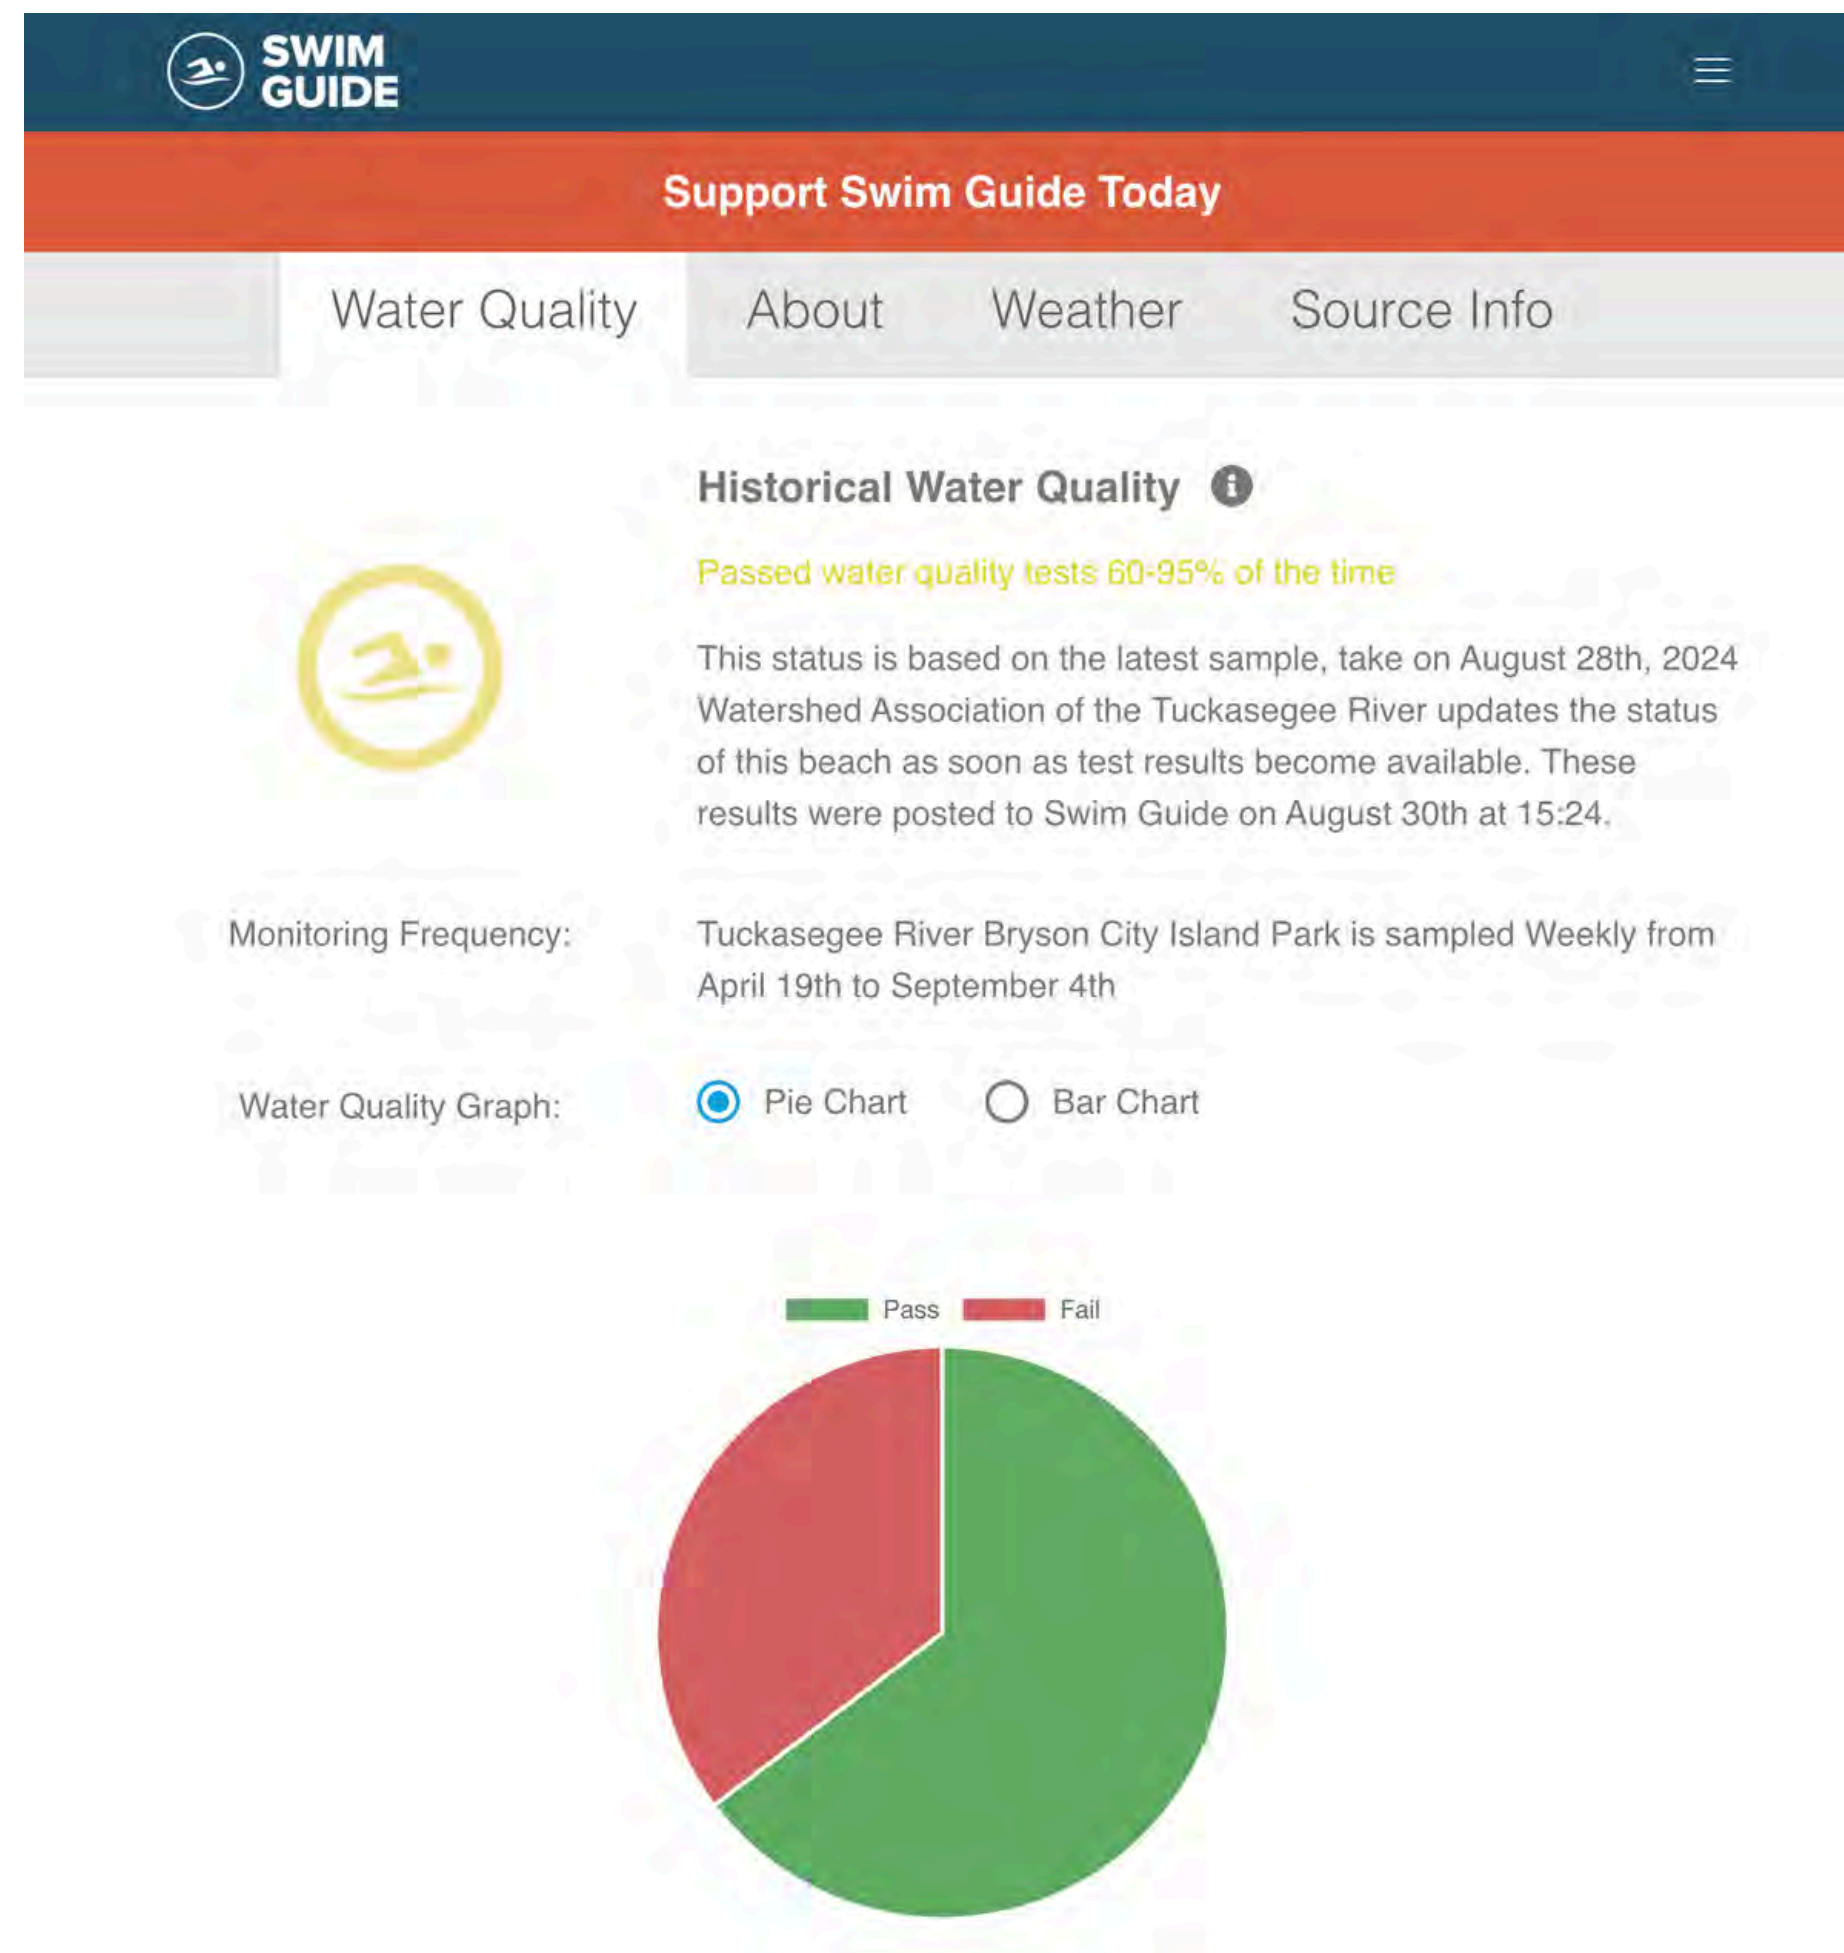 SWIM
GUIDE
Support Swim Guide Today
Water Quality About Weather Source Info
Historical Water Quality
Passed water quality tests 60-95% of the time
This status is based on the latest sample, take on August 28th, 2024
Watershed Association of the Tuckasegee River updates the status
of this beach as soon as test results become available. These
results were posted to Swim Guide on August 30th at 15:24.
Monitoring Frequency:
Tuckasegee River Bryson City Island Park is sampled Weekly from
April 19th to September 4th
Water Quality Graph:
Pie Chart Bar Chart
Pass Fail